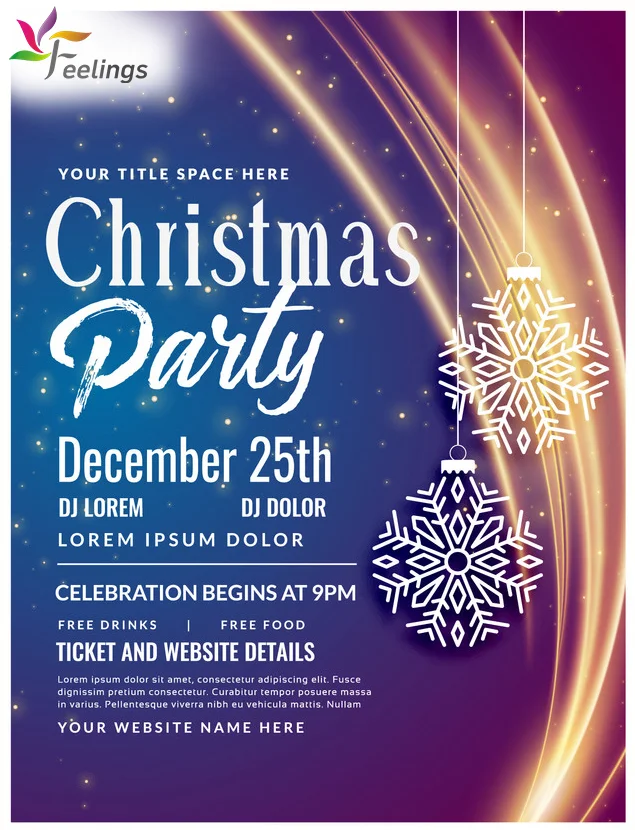 Feelings
YOUR TITLE SPACE HERE
Christmas
Party
December 25th
DJ LOREM DJ DOLOR
LOREM IPSUM DOLOR
CELEBRATION BEGINS AT 9PM
FREE DRINKS | FREE FOOD
TICKET AND WEBSITE DETAILS
Lorem ipsum dolor sit amet, consectetur adipiscing elit. Fusce
dignissim pretium consectetur. Curabitur tempor posuere massa
in varius. Pellentesque viverra nibh eu vehicula mattis. Nullam
YOUR WEBSITE NAME HERE